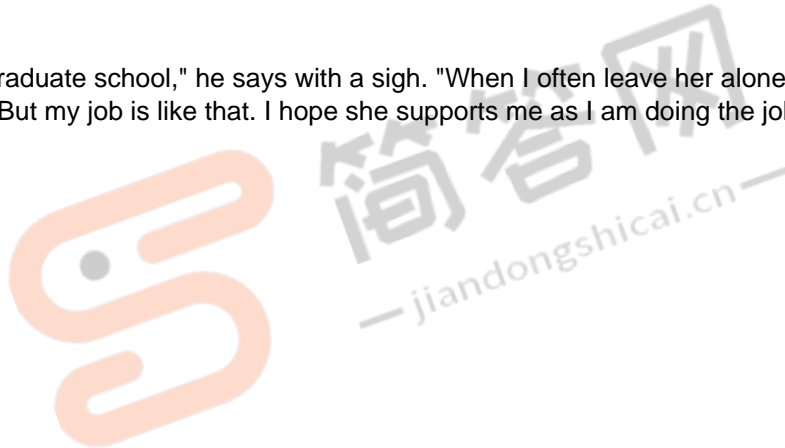 raduate school," he says with a sigh. "When I often leave her alone
But my job is like that. I hope she supports me as I am doing the jo
简答网
jiandongshicai.cn